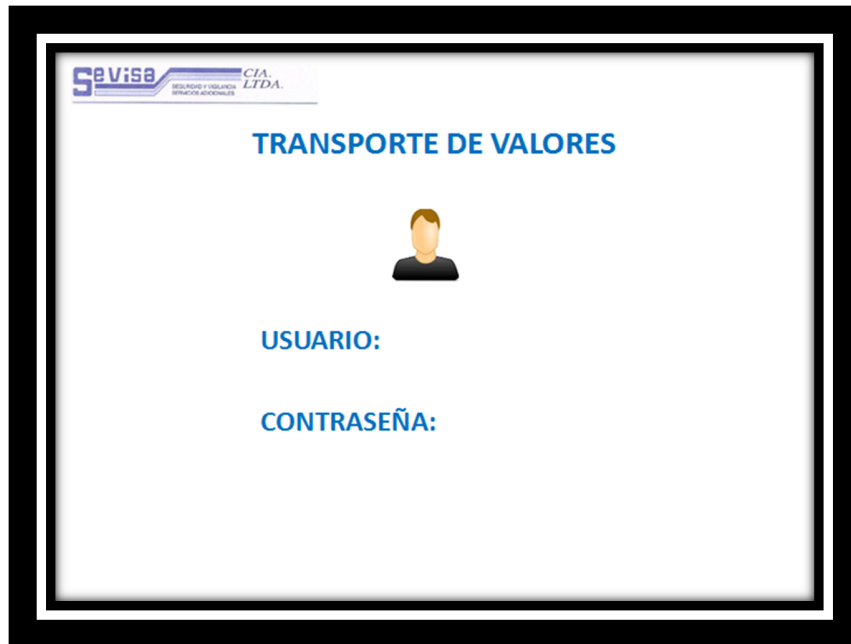 Sevisa
CIA.
LTDA.
SEGURIDAD Y VIGILANCIA
SERVICIOS ADICIONALES
TRANSPORTE DE VALORES
USUARIO:
CONTRASEÑA: